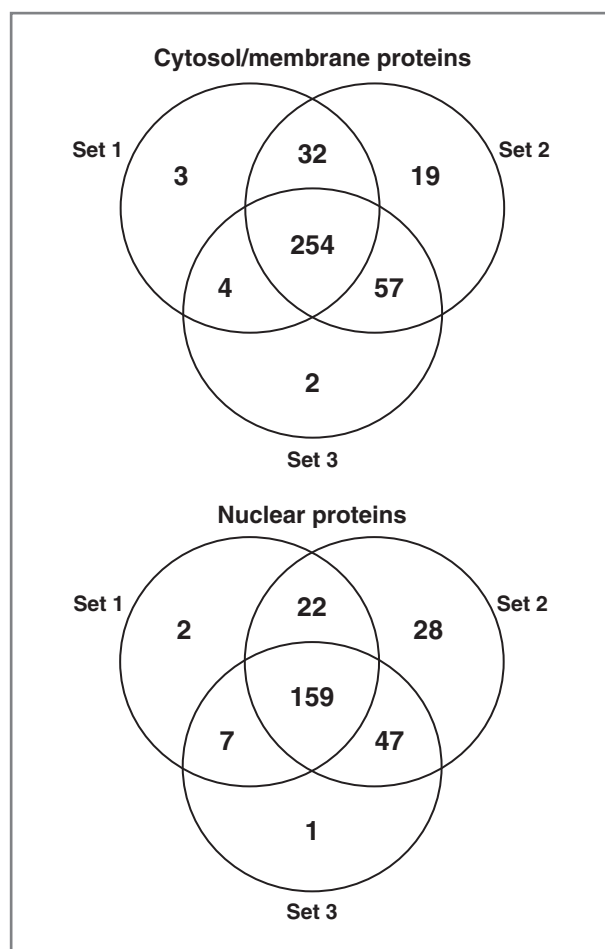 Cytosol/membrane proteins
Set 1
Set 2
3
32
19
254
4
57
2
Set 3
Nuclear proteins
Set 1
Set 2
2
22
28
159
7
47
1
Set 3